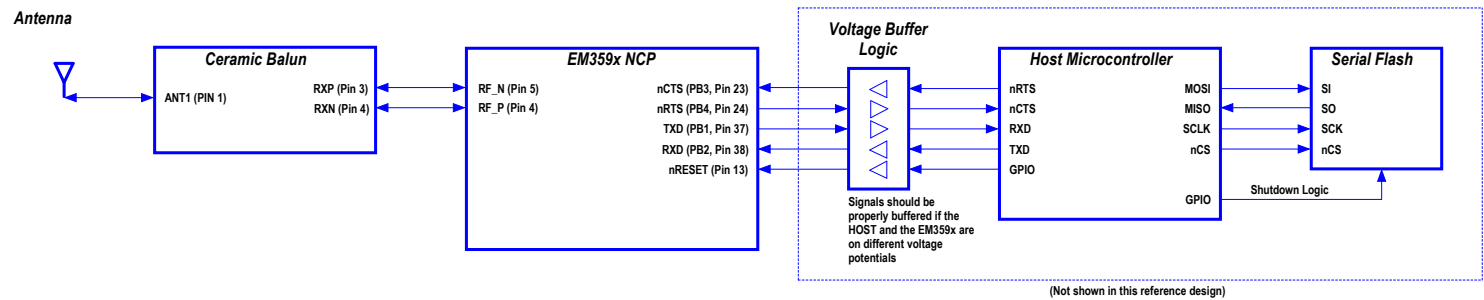 Antenna
Ceramic Balun
ANT1 (PIN 1)
RXP (Pin 3)
RXN (Pin 4)
EM359x NCP
RF_N (Pin 5)
RF_P (Pin 4)
nCTS (PB3, Pin 23)
nRTS (PB4, Pin 24)
TXD (PB1, Pin 37)
RXD (PB2, Pin 38)
nRESET (Pin 13)
Voltage Buffer
Logic
Signals should be
properly buffered if the
HOST and the EM359x are
on different voltage
potentials
Host Microcontroller
nRTS
nCTS
RXD
TXD
GPIO
MOSI
MISO
SCLK
nCS
GPIO
Shutdown Logic
Serial Flash
SI
SO
SCK
nCS
(Not shown in this reference design)